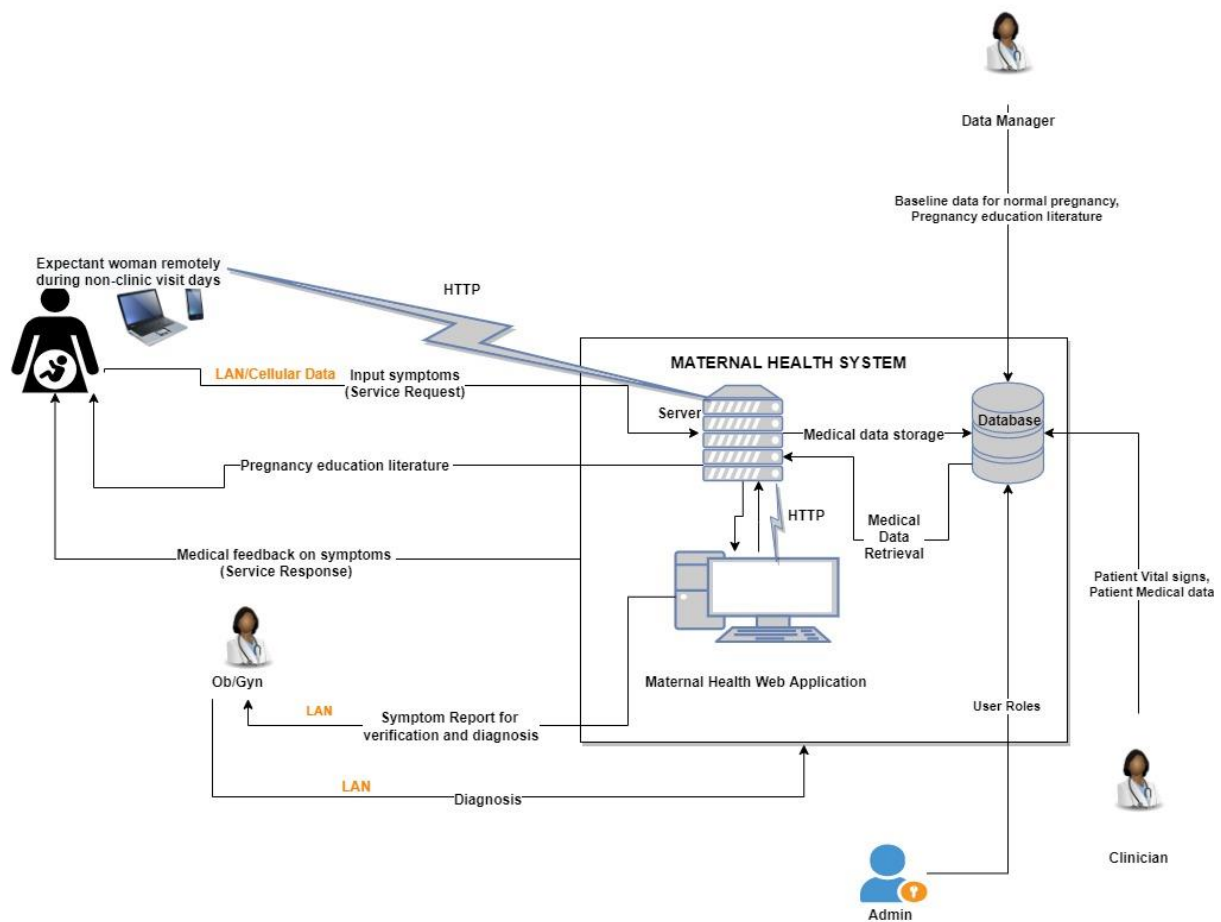 Data Manager
Baseline data for normal pregnancy,
Pregnancy education literature
Expectant woman remotely
during non-clinic visit days
HTTP
MATERNAL HEALTH SYSTEM
LAN/Cellular Data
Input symptoms
(Service Request)
Server
Database
Medical data storage
Pregnancy education literature
HTTP
Medical
Data
Retrieval
Medical feedback on symptoms
(Service Response)
Patient Vital signs,
Patient Medical data
Ob/Gyn
Maternal Health Web Application
LAN
Symptom Report for
verification and diagnosis
User Roles
LAN
Diagnosis
Clinician
Admin